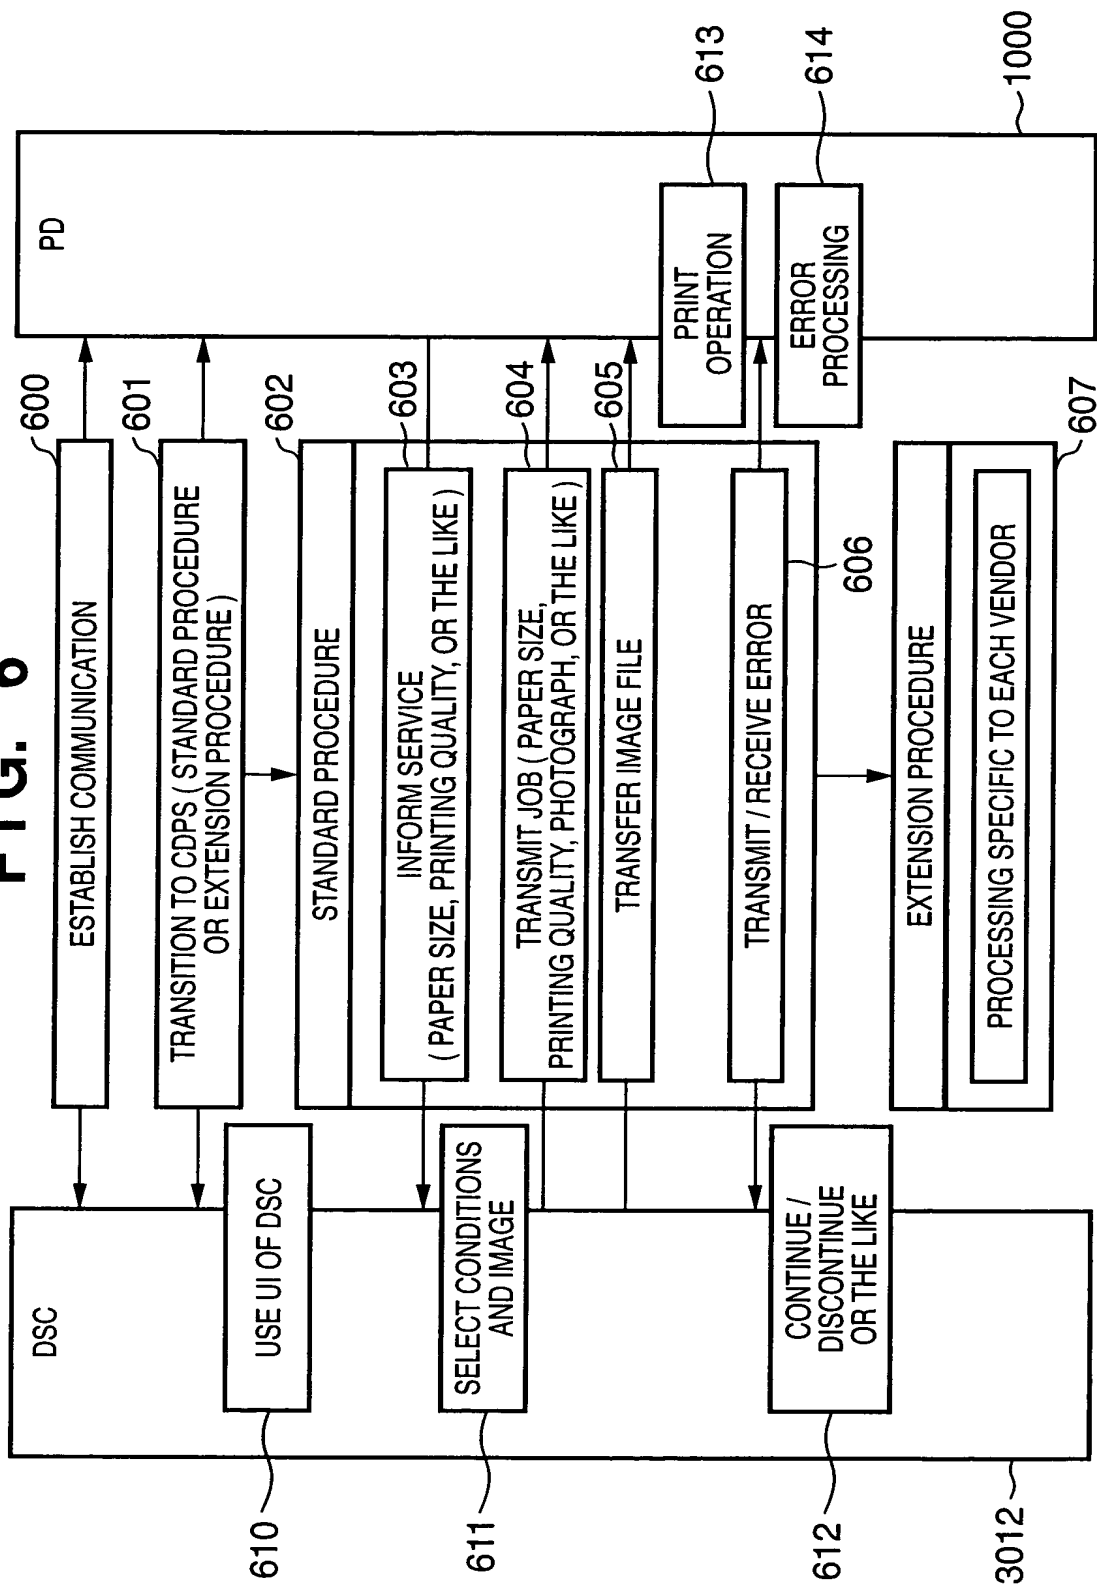 FIG. 6
DSC
3012
USE UI OF DSC
610
SELECT CONDITIONS
AND IMAGE
611
CONTINUE /
DISCONTINUE
OR THE LIKE
612
ESTABLISH COMMUNICATION
600
TRANSITION TO CDPS ( STANDARD PROCEDURE
OR EXTENSION PROCEDURE )
601
STANDARD PROCEDURE
602
INFORM SERVICE
( PAPER SIZE, PRINTING QUALITY, OR THE LIKE )
603
TRANSMIT JOB ( PAPER SIZE,
PRINTING QUALITY, PHOTOGRAPH, OR THE LIKE )
604
TRANSFER IMAGE FILE
605
TRANSMIT / RECEIVE ERROR
606
EXTENSION PROCEDURE
PROCESSING SPECIFIC TO EACH VENDOR
607
PD
1000
PRINT
OPERATION
613
ERROR
PROCESSING
614